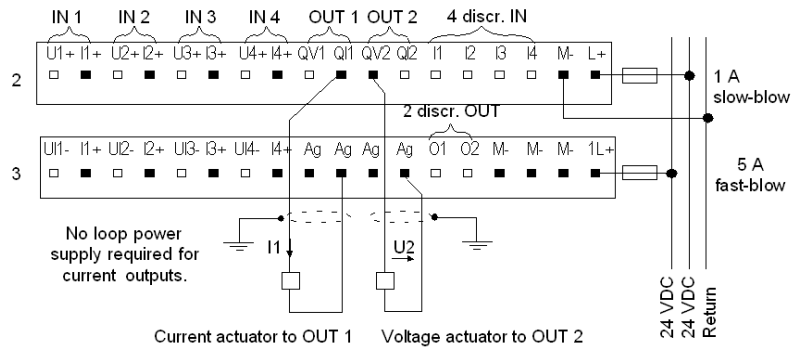 IN 1 IN 2 IN 3 IN 4 OUT 1 OUT 2 4 discr. IN
U1+ I1+ U2+ I2+ U3+ I3+ U4+ I4+ QV1 QI1 QV2 QI2 I1 I2 I3 I4 M- L+
2
1 A
slow-blow
2 discr. OUT
UI1- I1+ UI2- I2+ UI3- I3+ UI4- I4+ Ag Ag Ag Ag O1 O2 M- M- M- 1L+
3
5 A
fast-blow
No loop power
supply required for
current outputs.
I1
U2
24 VDC
24 VDC
Return
Current actuator to OUT 1 Voltage actuator to OUT 2